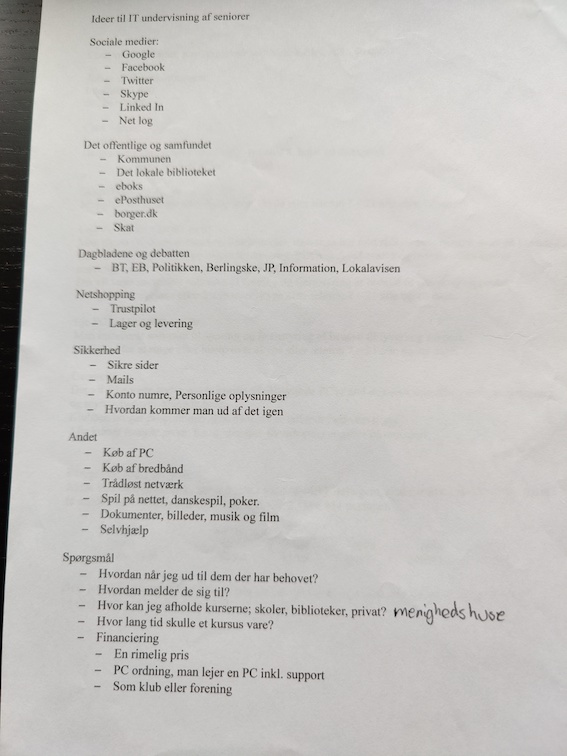 Ideer til IT undervisning af seniorer
Sociale medier:
– Google
– Facebook
– Twitter
– Skype
– Linked In
– Net log
Det offentlige og samfundet
– Kommunen
– Det lokale biblioteket
– eboks
– ePosthuset
– borger.dk
– Skat
Dagbladene og debatten
– BT, EB, Politikken, Berlingske, JP, Information, Lokalavisen
Netshopping
– Trustpilot
– Lager og levering
Sikkerhed
– Sikre sider
– Mails
– Konto numre, Personlige oplysninger
– Hvordan kommer man ud af det igen
Andet
– Køb af PC
– Køb af bredbånd
– Trådløst netværk
– Spil på nettet, danskespil, poker.
– Dokumenter, billeder, musik og film
– Selvhjælp
Spørgsmål
– Hvordan når jeg ud til dem der har behovet?
– Hvordan melder de sig til?
– Hvor kan jeg afholde kurserne; skoler, biblioteker, privat? menighedshuse
– Hvor lang tid skulle et kursus vare?
– Financiering
– En rimelig pris
– PC ordning, man lejer en PC inkl. support
– Som klub eller forening